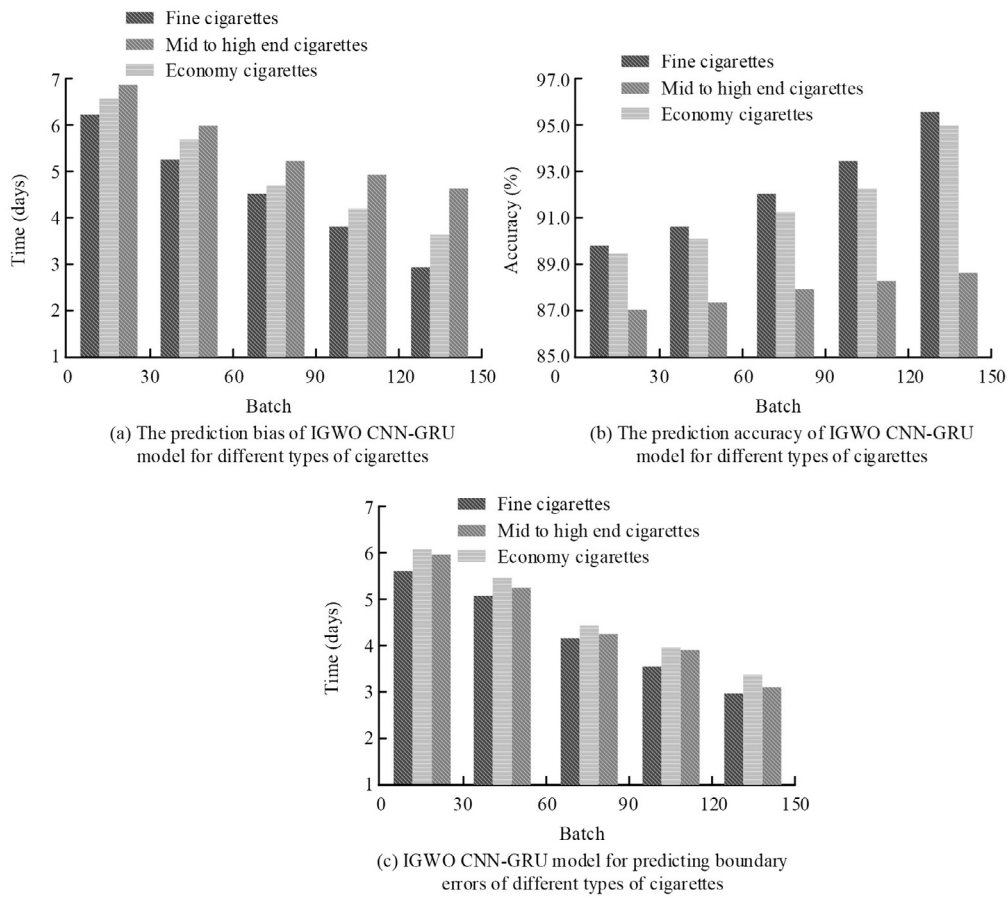 Fine cigarettes
Mid to high end cigarettes
Economy cigarettes
7
6
5
4
3
2
1
Time (days)
0 30 60 90 120 150
Batch
(a) The prediction bias of IGWO CNN-GRU
model for different types of cigarettes
Fine cigarettes
Mid to high end cigarettes
Economy cigarettes
97.0
95.0
93.0
91.0
89.0
87.0
85.0
Accuracy (%)
0 30 60 90 120 150
Batch
(b) The prediction accuracy of IGWO CNN-GRU
model for different types of cigarettes
Fine cigarettes
Mid to high end cigarettes
Economy cigarettes
7
6
5
4
3
2
1
Time (days)
0 30 60 90 120 150
Batch
(c) IGWO CNN-GRU model for predicting boundary
errors of different types of cigarettes